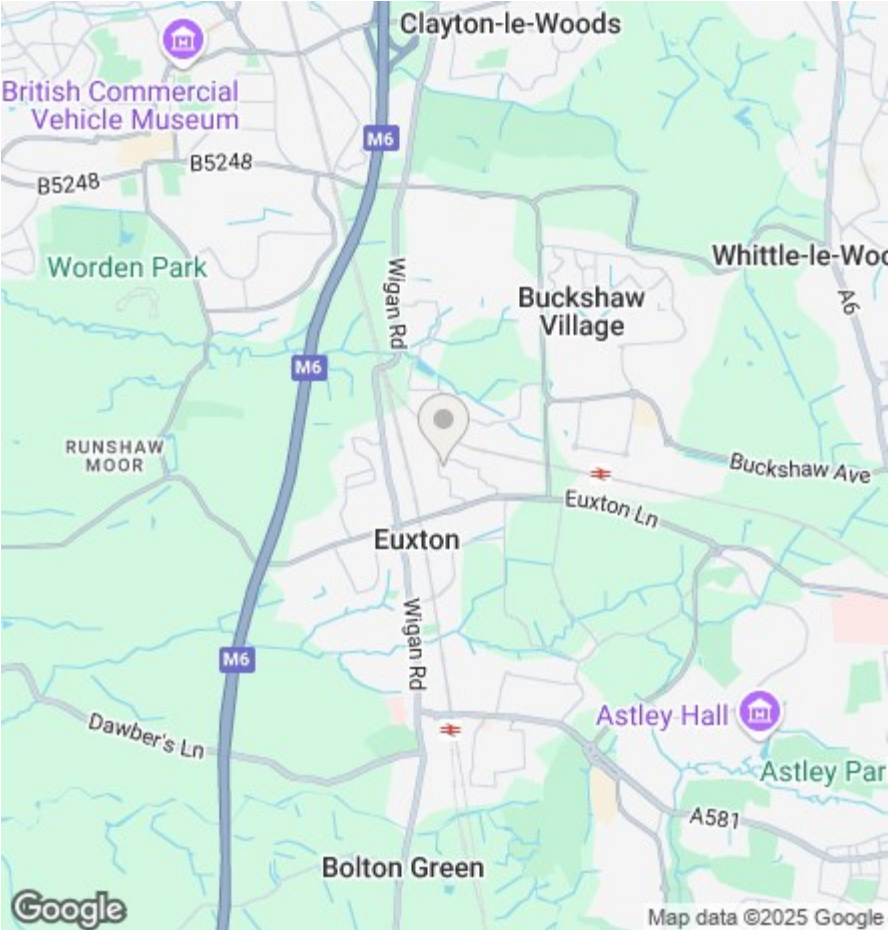 Clayton-le-Woods
British Commercial
Vehicle Museum
M6
B5248
B5248
Worden Park
Wigan Rd
Whittle-le-Woo
Buckshaw
Village
A6
M6
RUNSHAW
MOOR
Buckshaw Ave
Euxton Ln
Euxton
Wigan Rd
M6
Astley Hall
Dawber's Ln
Astley Par
A581
Bolton Green
Google
Map data ©2025 Google